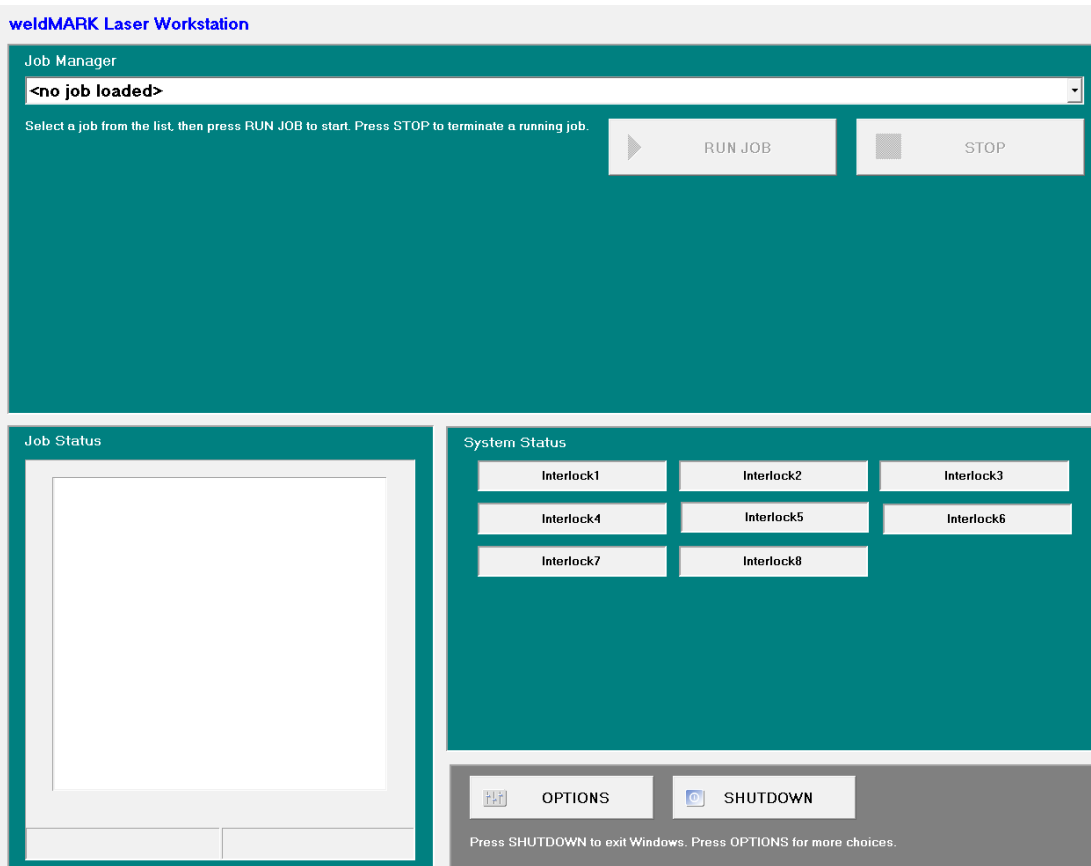 weldMARK Laser Workstation
Job Manager
<no job loaded>
Select a job from the list, then press RUN JOB to start. Press STOP to terminate a running job.
RUN JOB
STOP
Job Status
System Status
Interlock1
Interlock2
Interlock3
Interlock4
Interlock5
Interlock6
Interlock7
Interlock8
OPTIONS
SHUTDOWN
Press SHUTDOWN to exit Windows. Press OPTIONS for more choices.